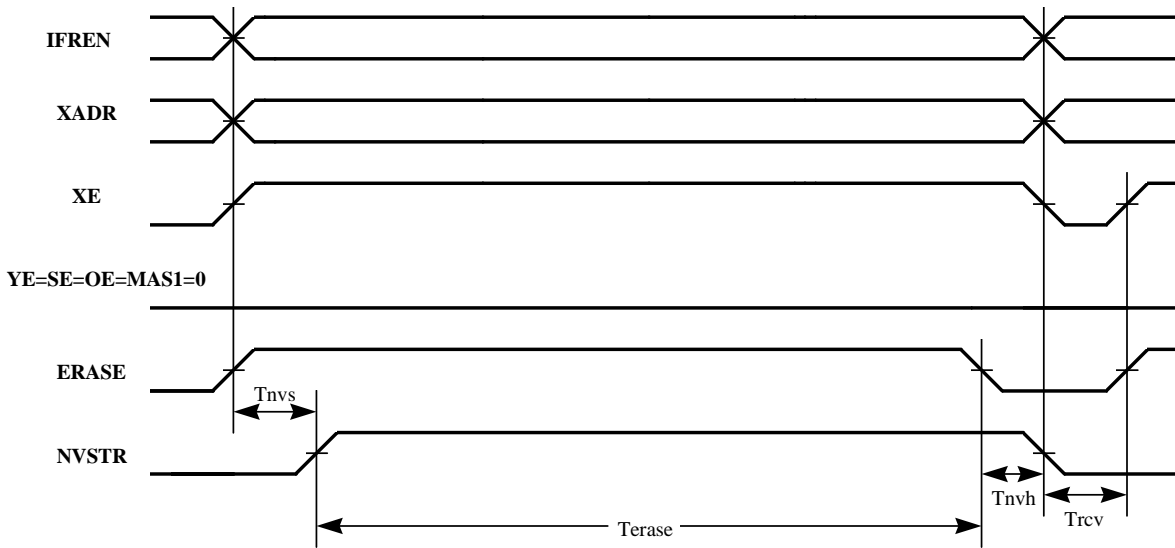 IFREN
XADR
XE
YE=SE=OE=MAS1=0
ERASE
Tnvs
NVSTR
Tnvh
Trcv
Terase